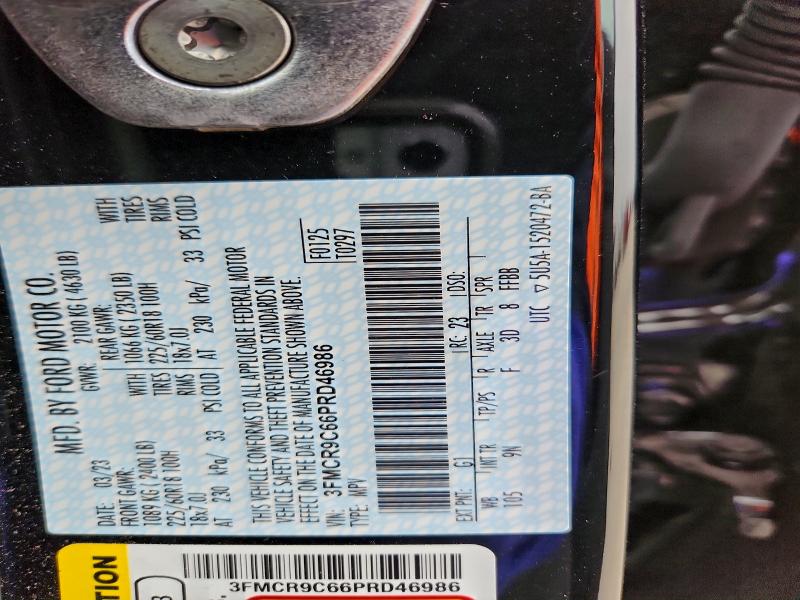 MFD. BY FORD MOTOR CO.
DATE: 03/23
GVWR: 2100 KG ( 4630 LB)
FRONT GAWR:
REAR GAWR:
WITH
1089 KG ( 2400 LB)
WITH
1066 KG ( 2350 LB)
TIRES
225/60R18 100H
TIRES
225/60R18 100H
RIMS
18x7.0J
RIMS
18x7.0J
AT 230 kPa/ 33 PSI COLD
AT 230 kPa/ 33 PSI COLD
THIS VEHICLE CONFORMS TO ALL APPLICABLE FEDERAL MOTOR
VEHICLE SAFETY AND THEFT PREVENTION STANDARDS IN
EFFECT ON THE DATE OF MANUFACTURE SHOWN ABOVE.
VIN: 3FMCR9C66PRD46986
TYPE: MPV
F0125
T0297
EXT PNT: G1
RC: 23
DSO:
WB INT TR TP/PS R AXLE TR SPR
105 9N F 3D 8 FFBB
UTC ▽ 5U5A-1520472-BA
3FMCR9C66PRD46986